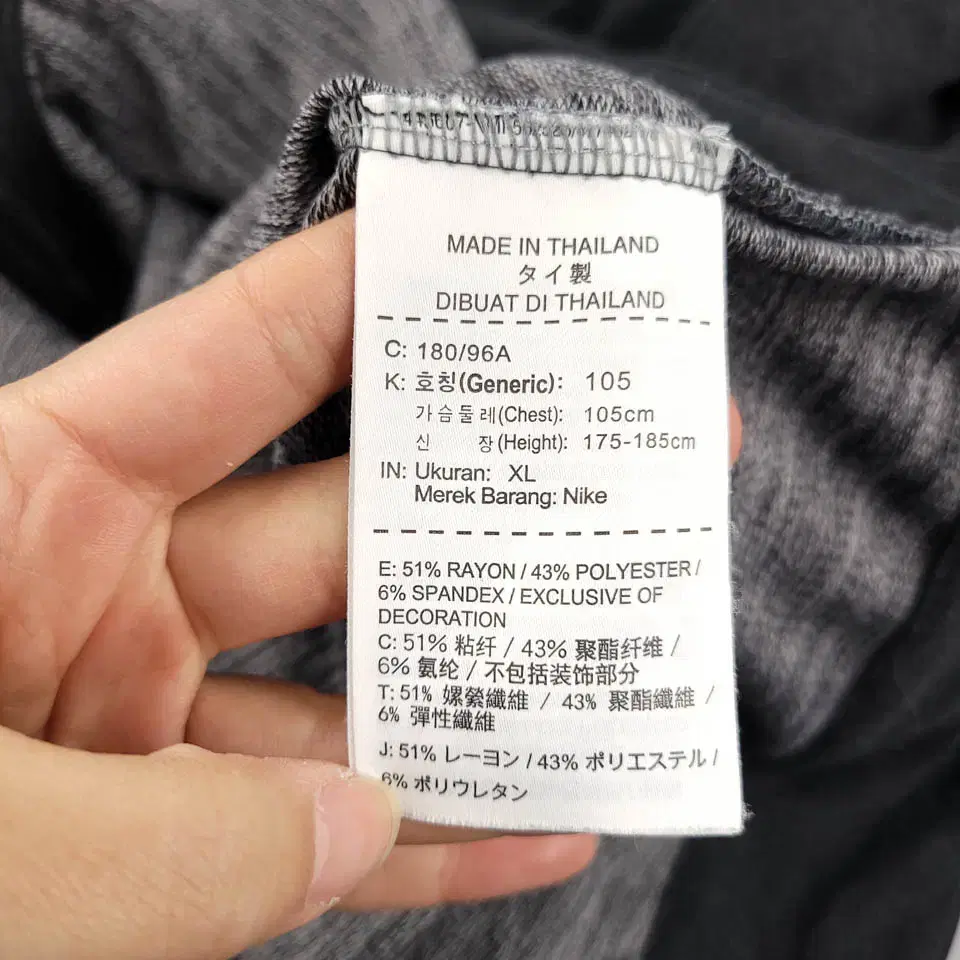 MADE IN THAILAND
タイ製
DIBUAT DI THAILAND
C: 180/96A
K: 호칭(Generic): 105
가슴둘레(Chest): 105cm
신 장(Height): 175-185cm
IN: Ukuran: XL
Merek Barang: Nike
E: 51% RAYON / 43% POLYESTER /
6% SPANDEX / EXCLUSIVE OF
DECORATION
C: 51% 粘纤 / 43% 聚酯纤维 /
6% 氨纶 / 不包括装饰部分
T: 51% 嫘縈纖維 / 43% 聚酯纖維 /
6% 彈性纖維
J: 51% レーヨン / 43% ポリエステル /
6% ポリウレタン